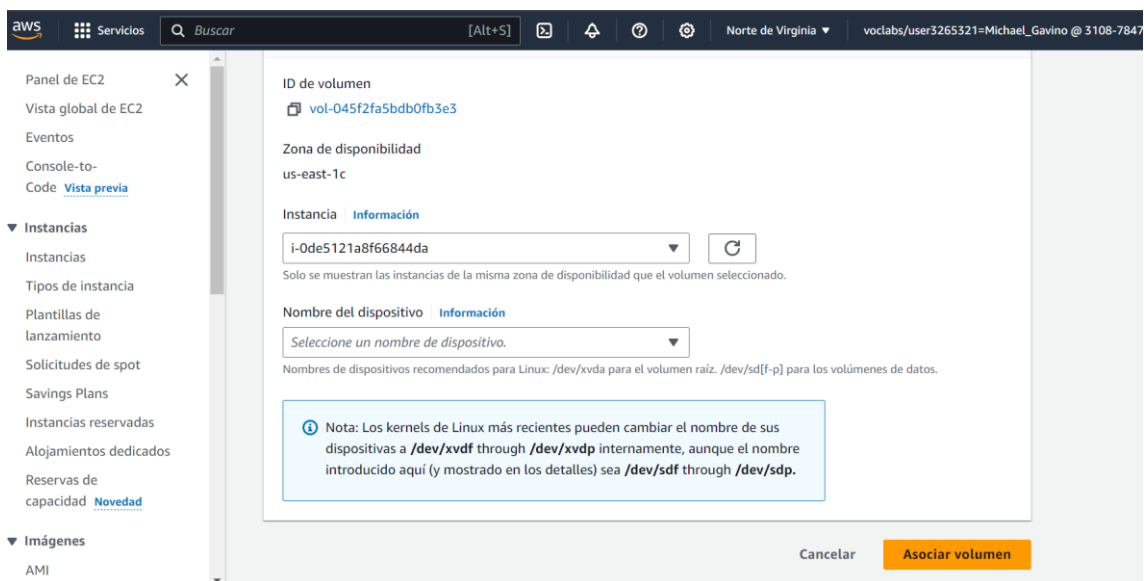 aws
Servicios
Buscar
[Alt+S]
Norte de Virginia
voclabs/user3265321=Michael_Gavino @ 3108-7847
Panel de EC2
Vista global de EC2
Eventos
Console-to-
Code Vista previa
Instancias
Instancias
Tipos de instancia
Plantillas de
lanzamiento
Solicitudes de spot
Savings Plans
Instancias reservadas
Alojamientos dedicados
Reservas de
capacidad Novedad
Imágenes
AMI
ID de volumen
vol-045f2fa5bdb0fb3e3
Zona de disponibilidad
us-east-1c
Instancia Información
i-0de5121a8f66844da
Solo se muestran las instancias de la misma zona de disponibilidad que el volumen seleccionado.
Nombre del dispositivo Información
Seleccione un nombre de dispositivo.
Nombres de dispositivos recomendados para Linux: /dev/xvda para el volumen raíz. /dev/sd[f-p] para los volúmenes de datos.
Nota: Los kernels de Linux más recientes pueden cambiar el nombre de sus
dispositivas a /dev/xvdf through /dev/xvdp internamente, aunque el nombre
introducido aquí (y mostrado en los detalles) sea /dev/sdf through /dev/sdp.
Cancelar
Asociar volumen